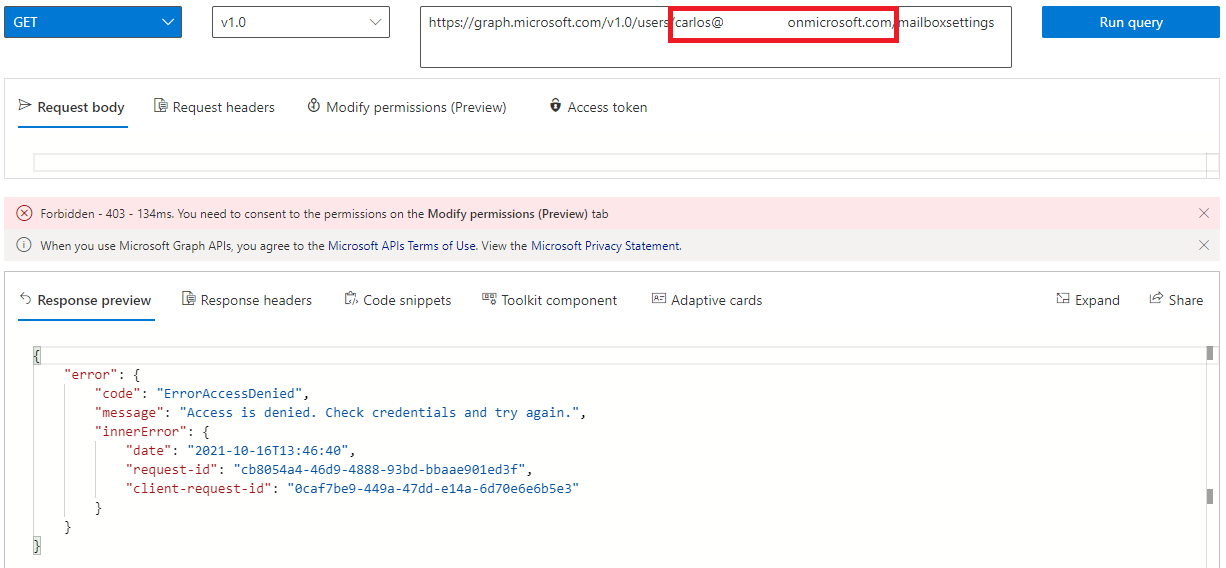 GET
v1.0
https://graph.microsoft.com/v1.0/users/carlos@ onmicrosoft.com/mailboxsettings
Run query
Request body
Request headers
Modify permissions (Preview)
Access token
Forbidden - 403 - 134ms. You need to consent to the permissions on the Modify permissions (Preview) tab
When you use Microsoft Graph APIs, you agree to the Microsoft APIs Terms of Use. View the Microsoft Privacy Statement.
Response preview
Response headers
Code snippets
Toolkit component
Adaptive cards
Expand
Share
{
"error": {
"code": "ErrorAccessDenied",
"message": "Access is denied. Check credentials and try again.",
"innerError": {
"date": "2021-10-16T13:46:40",
"request-id": "cb8054a4-46d9-4888-93bd-bbaae901ed3f",
"client-request-id": "0caf7be9-449a-47dd-e14a-6d70e6e6b5e3"
}
}
}